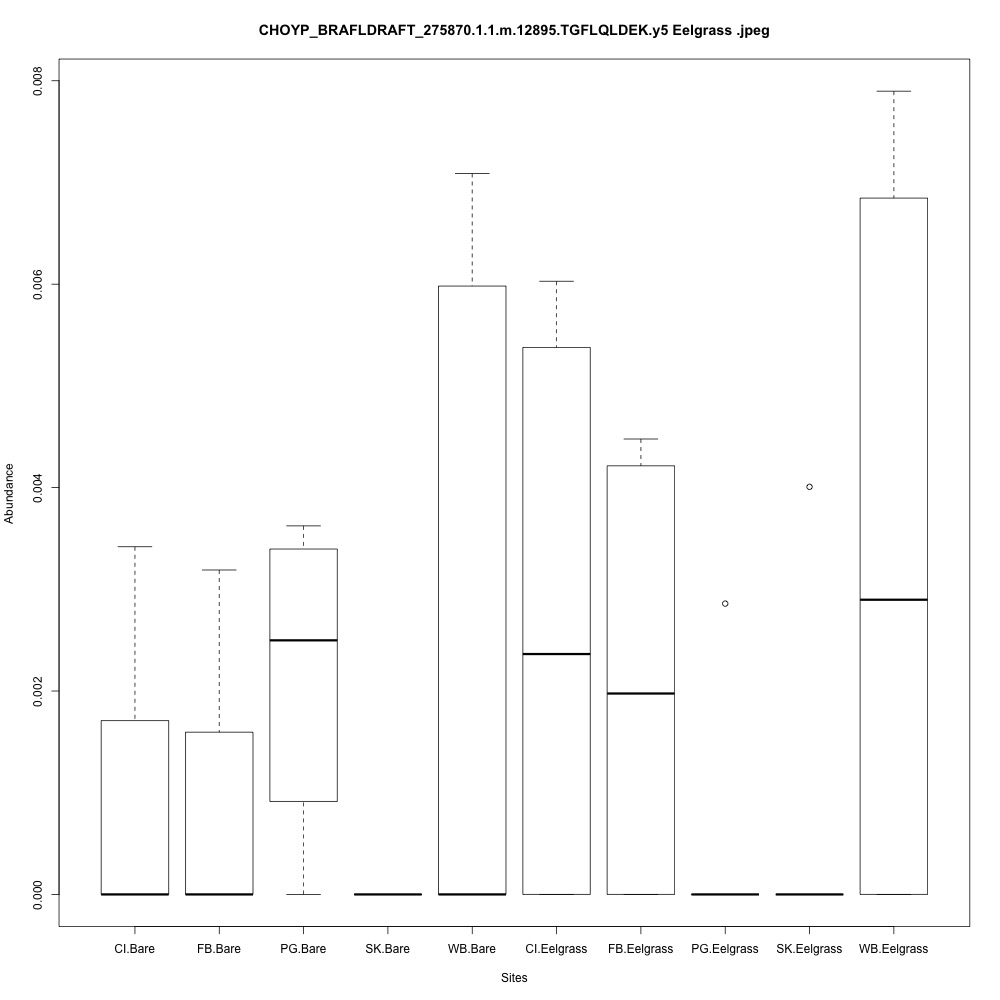 CHOYP_BRAFLDRAFT_275870.1.1.m.12895.TGFLQLDEK.y5 Eelgrass .jpeg
0.008
0.006
0.004
0.002
0.000
Abundance
CI.Bare FB.Bare PG.Bare SK.Bare WB.Bare CI.Eelgrass FB.Eelgrass PG.Eelgrass SK.Eelgrass WB.Eelgrass
Sites